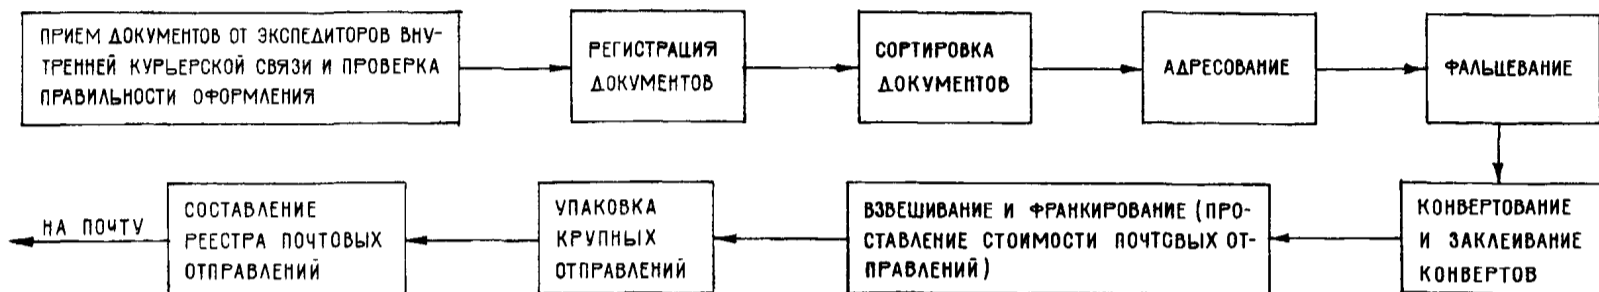 ПРИЕМ ДОКУМЕНТОВ ОТ ЭКСПЕДИТОРОВ ВНУ-
ТРЕННЕЙ КУРЬЕРСКОЙ СВЯЗИ И ПРОВЕРКА
ПРАВИЛЬНОСТИ ОФОРМЛЕНИЯ
РЕГИСТРАЦИЯ
ДОКУМЕНТОВ
СОРТИРОВКА
ДОКУМЕНТОВ
АДРЕСОВАНИЕ
ФАЛЬЦЕВАНИЕ
КОНВЕРТОВАНИЕ
И ЗАКЛЕИВАНИЕ
КОНВЕРТОВ
ВЗВЕШИВАНИЕ И ФРАНКИРОВАНИЕ (ПРО-
СТАВЛЕНИЕ СТОИМОСТИ ПОЧТОВЫХ ОТ-
ПРАВЛЕНИЙ)
УПАКОВКА
КРУПНЫХ
ОТПРАВЛЕНИЙ
СОСТАВЛЕНИЕ
РЕЕСТРА ПОЧТОВЫХ
ОТПРАВЛЕНИЙ
НА ПОЧТУ